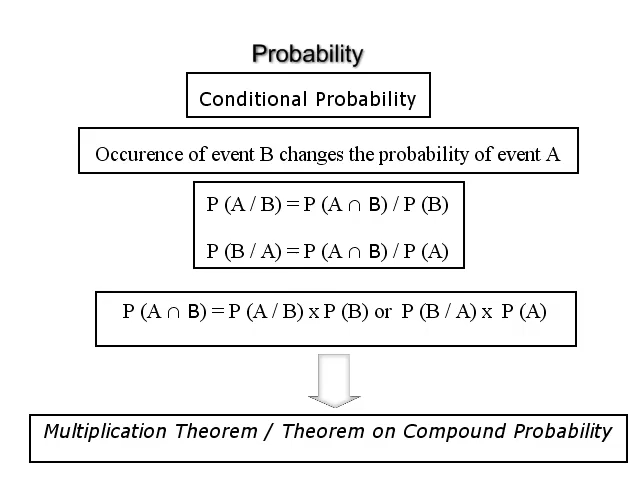 Probability
Conditional Probability
Occurence of event B changes the probability of event A
P (A / B) = P (A ∩ B) / P (B)
P (B / A) = P (A ∩ B) / P (A)
P (A ∩ B) = P (A / B) x P (B) or P (B / A) x P (A)
Multiplication Theorem / Theorem on Compound Probability